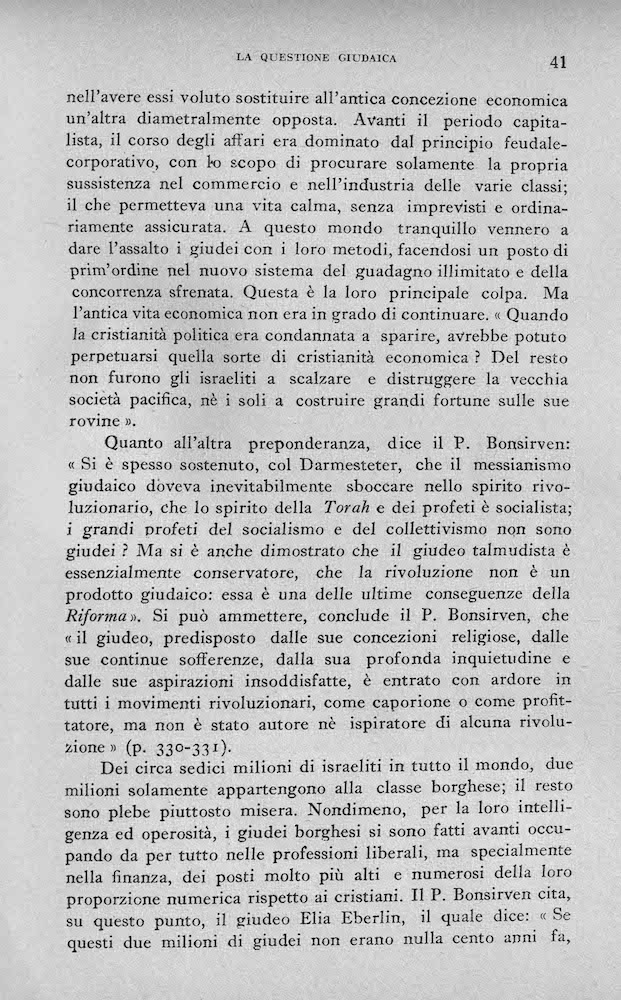 LA QUESTIONE GIUDAICA 41
nell'avere essi voluto sostituire all'antica concezione economica
un'altra diametralmente opposta. Avanti il periodo capita-
lista, il corso degli affari era dominato dal principio feudale-
corporativo, con lo scopo di procurare solamente la propria
sussistenza nel commercio e nell'industria delle varie classi;
il che permetteva una vita calma, senza imprevisti e ordina-
riamente assicurata. A questo mondo tranquillo vennero a
dare l'assalto i giudei con i loro metodi, facendosi un posto di
prim'ordine nel nuovo sistema del guadagno illimitato e della
concorrenza sfrenata. Questa è la loro principale colpa. Ma
l'antica vita economica non era in grado di continuare. « Quando
la cristianità politica era condannata a sparire, avrebbe potuto
perpetuarsi quella sorte di cristianità economica ? Del resto
non furono gli israeliti a scalzare e distruggere la vecchia
società pacifica, nè i soli a costruire grandi fortune sulle sue
rovine ».
Quanto all'altra preponderanza, dice il P. Bonsirven:
« Si è spesso sostenuto, col Darmesteter, che il messianismo
giudaico doveva inevitabilmente sboccare nello spirito rivo-
luzionario, che lo spirito della Torah e dei profeti è socialista;
i grandi profeti del socialismo e del collettivismo non sono
giudei ? Ma si è anche dimostrato che il giudeo talmudista è
essenzialmente conservatore, che la rivoluzione non è un
prodotto giudaico: essa è una delle ultime conseguenze della
Riforma ». Si può ammettere, conclude il P. Bonsirven, che
« il giudeo, predisposto dalle sue concezioni religiose, dalle
sue continue sofferenze, dalla sua profonda inquietudine e
dalle sue aspirazioni insoddisfatte, è entrato con ardore in
tutti i movimenti rivoluzionari, come caporione o come profit-
tatore, ma non è stato autore nè ispiratore di alcuna rivolu-
zione » (p. 330-331).
Dei circa sedici milioni di israeliti in tutto il mondo, due
milioni solamente appartengono alla classe borghese; il resto
sono plebe piuttosto misera. Nondimeno, per la loro intelli-
genza ed operosità, i giudei borghesi si sono fatti avanti occu-
pando da per tutto nelle professioni liberali, ma specialmente
nella finanza, dei posti molto più alti e numerosi della loro
proporzione numerica rispetto ai cristiani. Il P. Bonsirven cita,
su questo punto, il giudeo Elia Eberlin, il quale dice: « Se
questi due milioni di giudei non erano nulla cento anni fa,